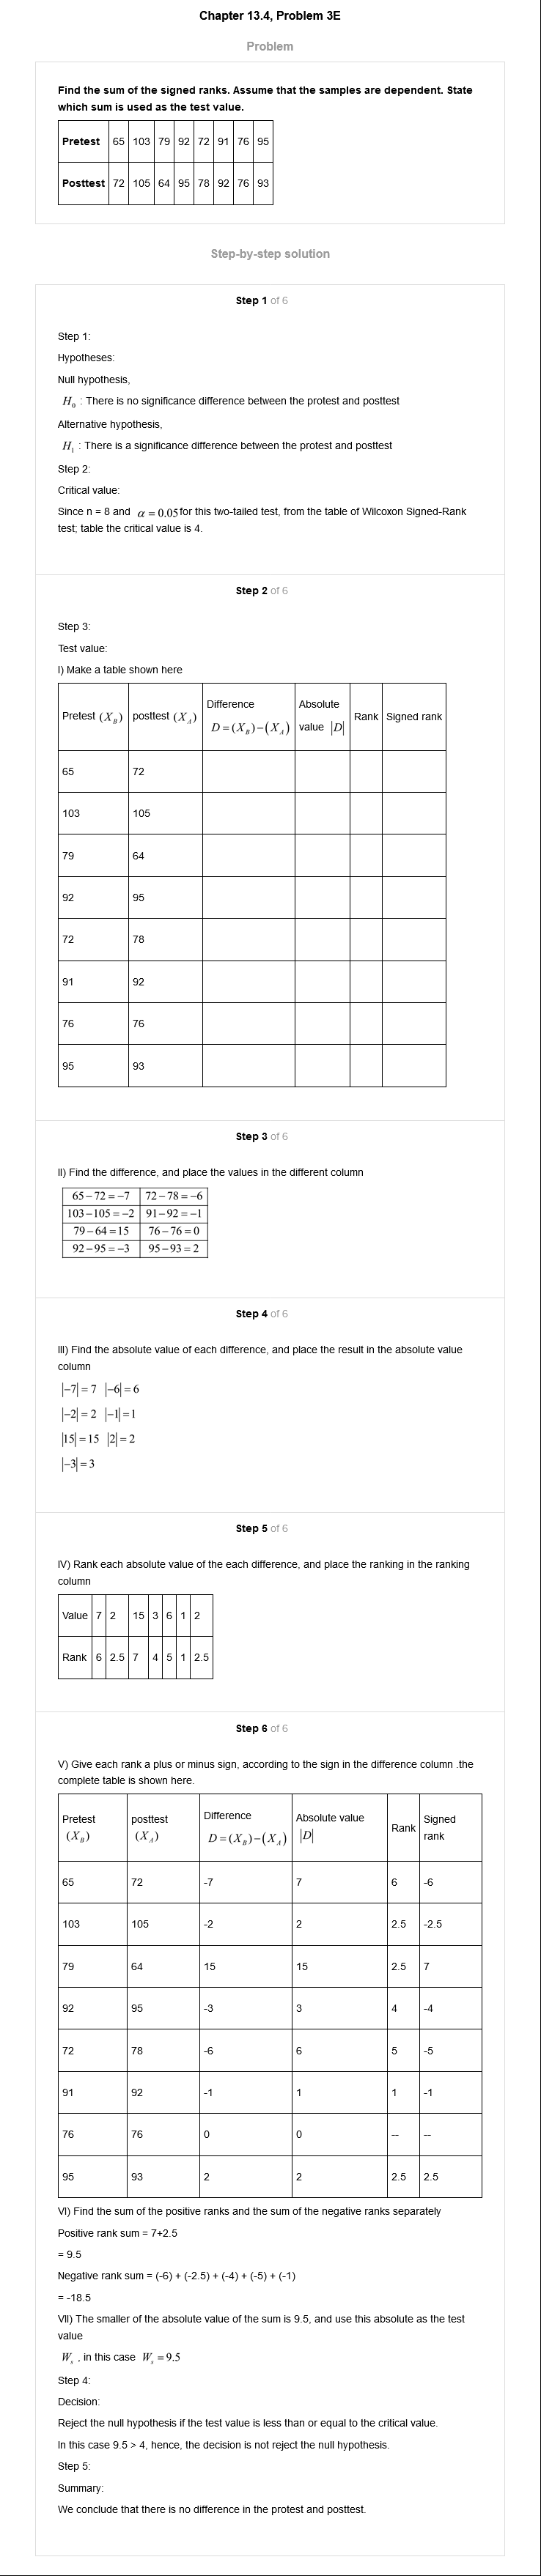 Chapter 13.4, Problem 3E
Problem
Find the sum of the signed ranks. Assume that the samples are dependent. State
which sum is used as the test value.
Pretest 65 103 79 92 72 91 76 95
Posttest 72 105 64 95 78 92 76 93
Step-by-step solution
Step 1 of 6
Step 1:
Hypotheses:
Null hypothesis,
H₀ : There is no significance difference between the protest and posttest
Alternative hypothesis,
H₁ : There is a significance difference between the protest and posttest
Step 2:
Critical value:
Since n = 8 and α = 0.05 for this two-tailed test, from the table of Wilcoxon Signed-Rank
test; table the critical value is 4.
Step 2 of 6
Step 3:
Test value:
I) Make a table shown here
Pretest (X_B) posttest (X_A) Difference D = (X_B) − (X_A) Absolute value |D| Rank Signed rank
65 72
103 105
79 64
92 95
72 78
91 92
76 76
95 93
Step 3 of 6
II) Find the difference, and place the values in the different column
65 − 72 = −7 72 − 78 = −6
103 − 105 = −2 91 − 92 = −1
79 − 64 = 15 76 − 76 = 0
92 − 95 = −3 95 − 93 = 2
Step 4 of 6
III) Find the absolute value of each difference, and place the result in the absolute value
column
|−7| = 7 |−6| = 6
|−2| = 2 |−1| = 1
|15| = 15 |2| = 2
|−3| = 3
Step 5 of 6
IV) Rank each absolute value of the each difference, and place the ranking in the ranking
column
Value 7 2 15 3 6 1 2
Rank 6 2.5 7 4 5 1 2.5
Step 6 of 6
V) Give each rank a plus or minus sign, according to the sign in the difference column .the
complete table is shown here.
Pretest (X_B) posttest (X_A) Difference D = (X_B) − (X_A) Absolute value |D| Rank Signed rank
65 72 -7 7 6 -6
103 105 -2 2 2.5 -2.5
79 64 15 15 2.5 7
92 95 -3 3 4 -4
72 78 -6 6 5 -5
91 92 -1 1 1 -1
76 76 0 0 -- --
95 93 2 2 2.5 2.5
VI) Find the sum of the positive ranks and the sum of the negative ranks separately
Positive rank sum = 7+2.5
= 9.5
Negative rank sum = (-6) + (-2.5) + (-4) + (-5) + (-1)
= -18.5
VII) The smaller of the absolute value of the sum is 9.5, and use this absolute as the test
value
W_s , in this case W_s = 9.5
Step 4:
Decision:
Reject the null hypothesis if the test value is less than or equal to the critical value.
In this case 9.5 > 4, hence, the decision is not reject the null hypothesis.
Step 5:
Summary:
We conclude that there is no difference in the protest and posttest.